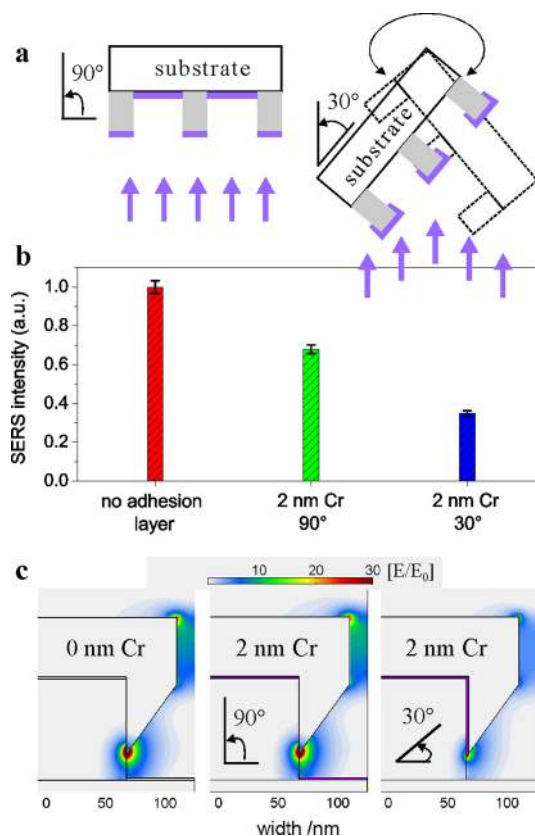 a
90°
substrate
30°
substrate
b
SERS intensity (a.u.)
1.0
0.8
0.6
0.4
0.2
0.0
no adhesion
layer
2 nm Cr
90°
2 nm Cr
30°
c
10 20 30 [E/E₀]
0 nm Cr
2 nm Cr
2 nm Cr
90°
30°
0 50 100
0 50 100
0 50 100
width /nm